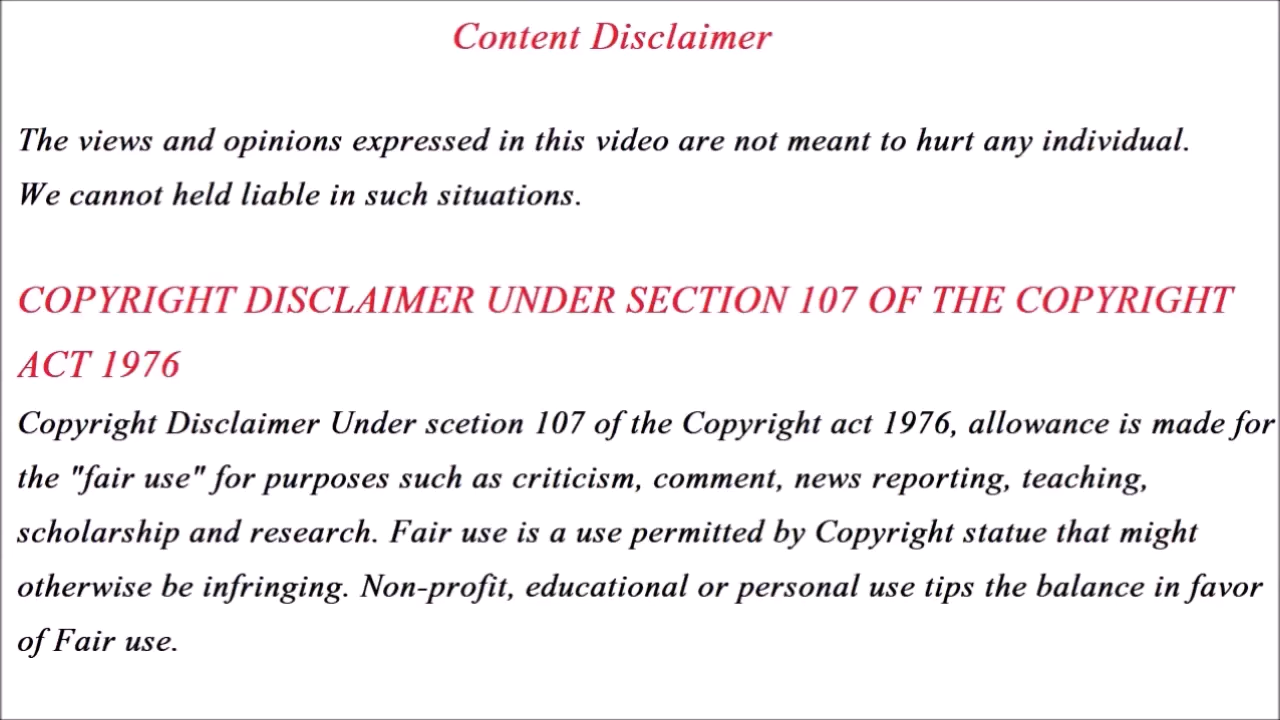 Content Disclaimer
The views and opinions expressed in this video are not meant to hurt any individual.
We cannot held liable in such situations.
COPYRIGHT DISCLAIMER UNDER SECTION 107 OF THE COPYRIGHT
ACT 1976
Copyright Disclaimer Under scetion 107 of the Copyright act 1976, allowance is made for
the "fair use" for purposes such as criticism, comment, news reporting, teaching,
scholarship and research. Fair use is a use permitted by Copyright statue that might
otherwise be infringing. Non-profit, educational or personal use tips the balance in favor
of Fair use.